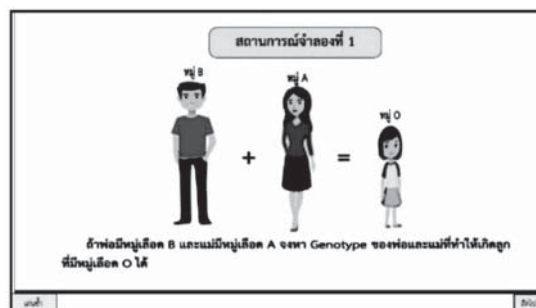 สถานการณ์จำลองที่ 1
หมู่ B
หมู่ A
หมู่ O
+
=
ถ้าพ่อมีหมู่เลือด B และแม่มีหมู่เลือด A จงหา Genotype ของพ่อและแม่ที่ทำให้เกิดลูก
ที่มีหมู่เลือด O ได้